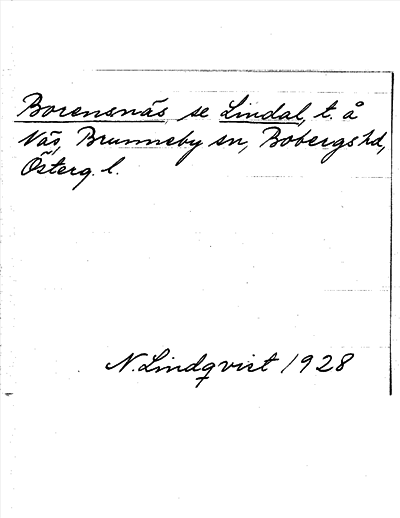 Borensnäs se Lindal, t. å
Näs, Brunneby sn, Bobergs hd,
Österg. l.
N. Lindqvist 1928